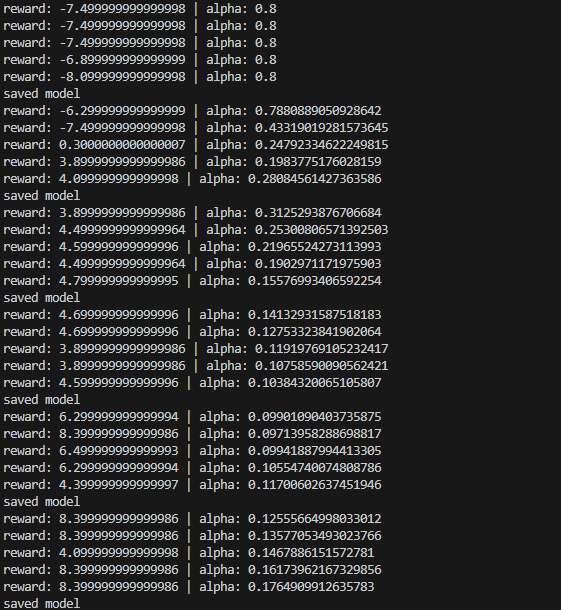 reward: -7.499999999999998 | alpha: 0.8
reward: -7.499999999999998 | alpha: 0.8
reward: -7.499999999999998 | alpha: 0.8
reward: -6.899999999999999 | alpha: 0.8
reward: -8.099999999999998 | alpha: 0.8
saved model
reward: -6.299999999999999 | alpha: 0.7880889050928642
reward: -7.499999999999998 | alpha: 0.43319019281573645
reward: 0.3000000000000007 | alpha: 0.24792334622249815
reward: 3.8999999999999986 | alpha: 0.1983775176028159
reward: 4.099999999999998 | alpha: 0.28084561427363586
saved model
reward: 3.8999999999999986 | alpha: 0.3125293876706684
reward: 4.4999999999999964 | alpha: 0.25300806571392503
reward: 4.599999999999996 | alpha: 0.21965524273113993
reward: 4.4999999999999964 | alpha: 0.1902971171975903
reward: 4.799999999999995 | alpha: 0.15576993406592254
saved model
reward: 4.699999999999996 | alpha: 0.14132931587518183
reward: 4.699999999999996 | alpha: 0.12753323841902064
reward: 3.8999999999999986 | alpha: 0.11919769105232417
reward: 3.8999999999999986 | alpha: 0.10758590090562421
reward: 4.599999999999996 | alpha: 0.10384320065105807
saved model
reward: 6.299999999999994 | alpha: 0.09901090403735875
reward: 8.399999999999986 | alpha: 0.09713958288698817
reward: 6.499999999999993 | alpha: 0.09941887994413305
reward: 6.299999999999994 | alpha: 0.10554740074808786
reward: 4.399999999999997 | alpha: 0.11700602637451946
saved model
reward: 8.399999999999986 | alpha: 0.12555664998033012
reward: 8.399999999999986 | alpha: 0.13577053493023766
reward: 4.099999999999998 | alpha: 0.1467886151572781
reward: 8.399999999999986 | alpha: 0.16173962167329856
reward: 8.399999999999986 | alpha: 0.1764909912635783
saved model